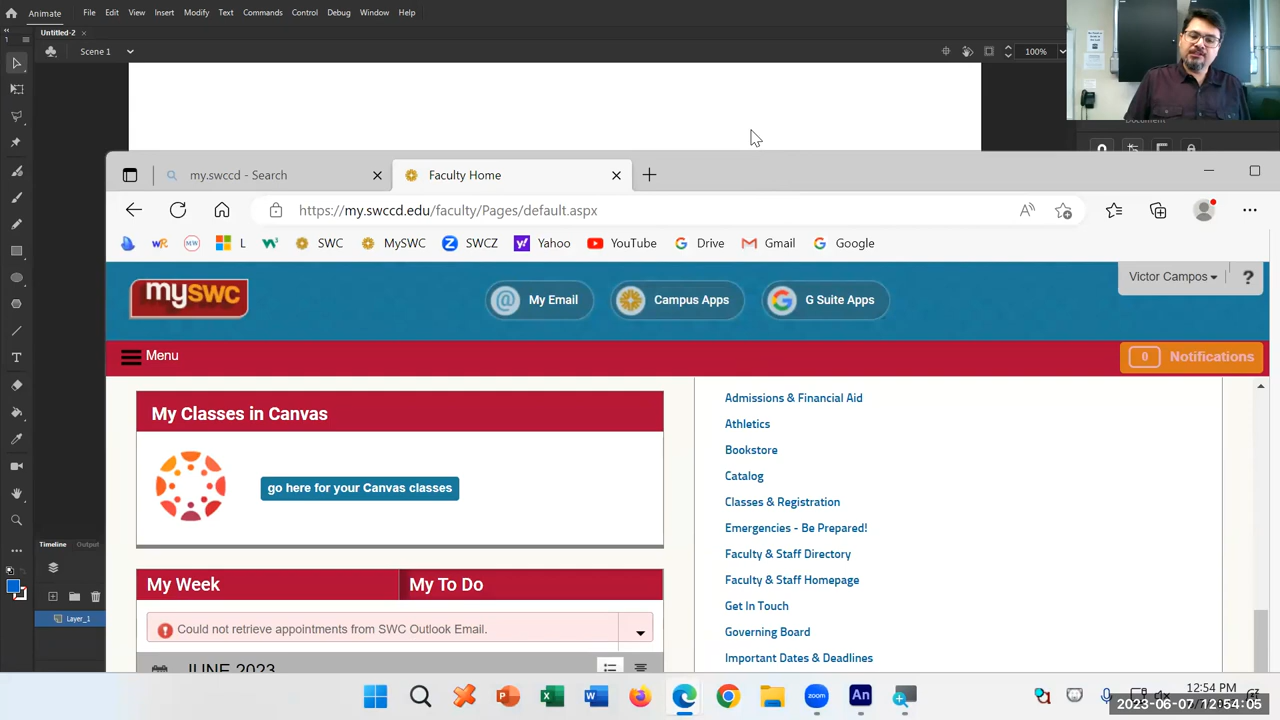 Animate File Edit View Insert Modify Text Commands Control Debug Window Help
Untitled-2
Scene 1 100%
my.swccd - Search Faculty Home
https://my.swccd.edu/faculty/Pages/default.aspx
L SWC MySWC SWCZ Yahoo YouTube Drive Gmail Google
mySWC @ My Email Campus Apps G Suite Apps Victor Campos ?
Menu 0 Notifications
My Classes in Canvas
go here for your Canvas classes
My Week My To Do
Could not retrieve appointments from SWC Outlook Email.
JUNE 2023
Admissions & Financial Aid
Athletics
Bookstore
Catalog
Classes & Registration
Emergencies - Be Prepared!
Faculty & Staff Directory
Faculty & Staff Homepage
Get In Touch
Governing Board
Important Dates & Deadlines
Timeline Output
Layer_1
12:54 PM
2023-06-07 12:54:05